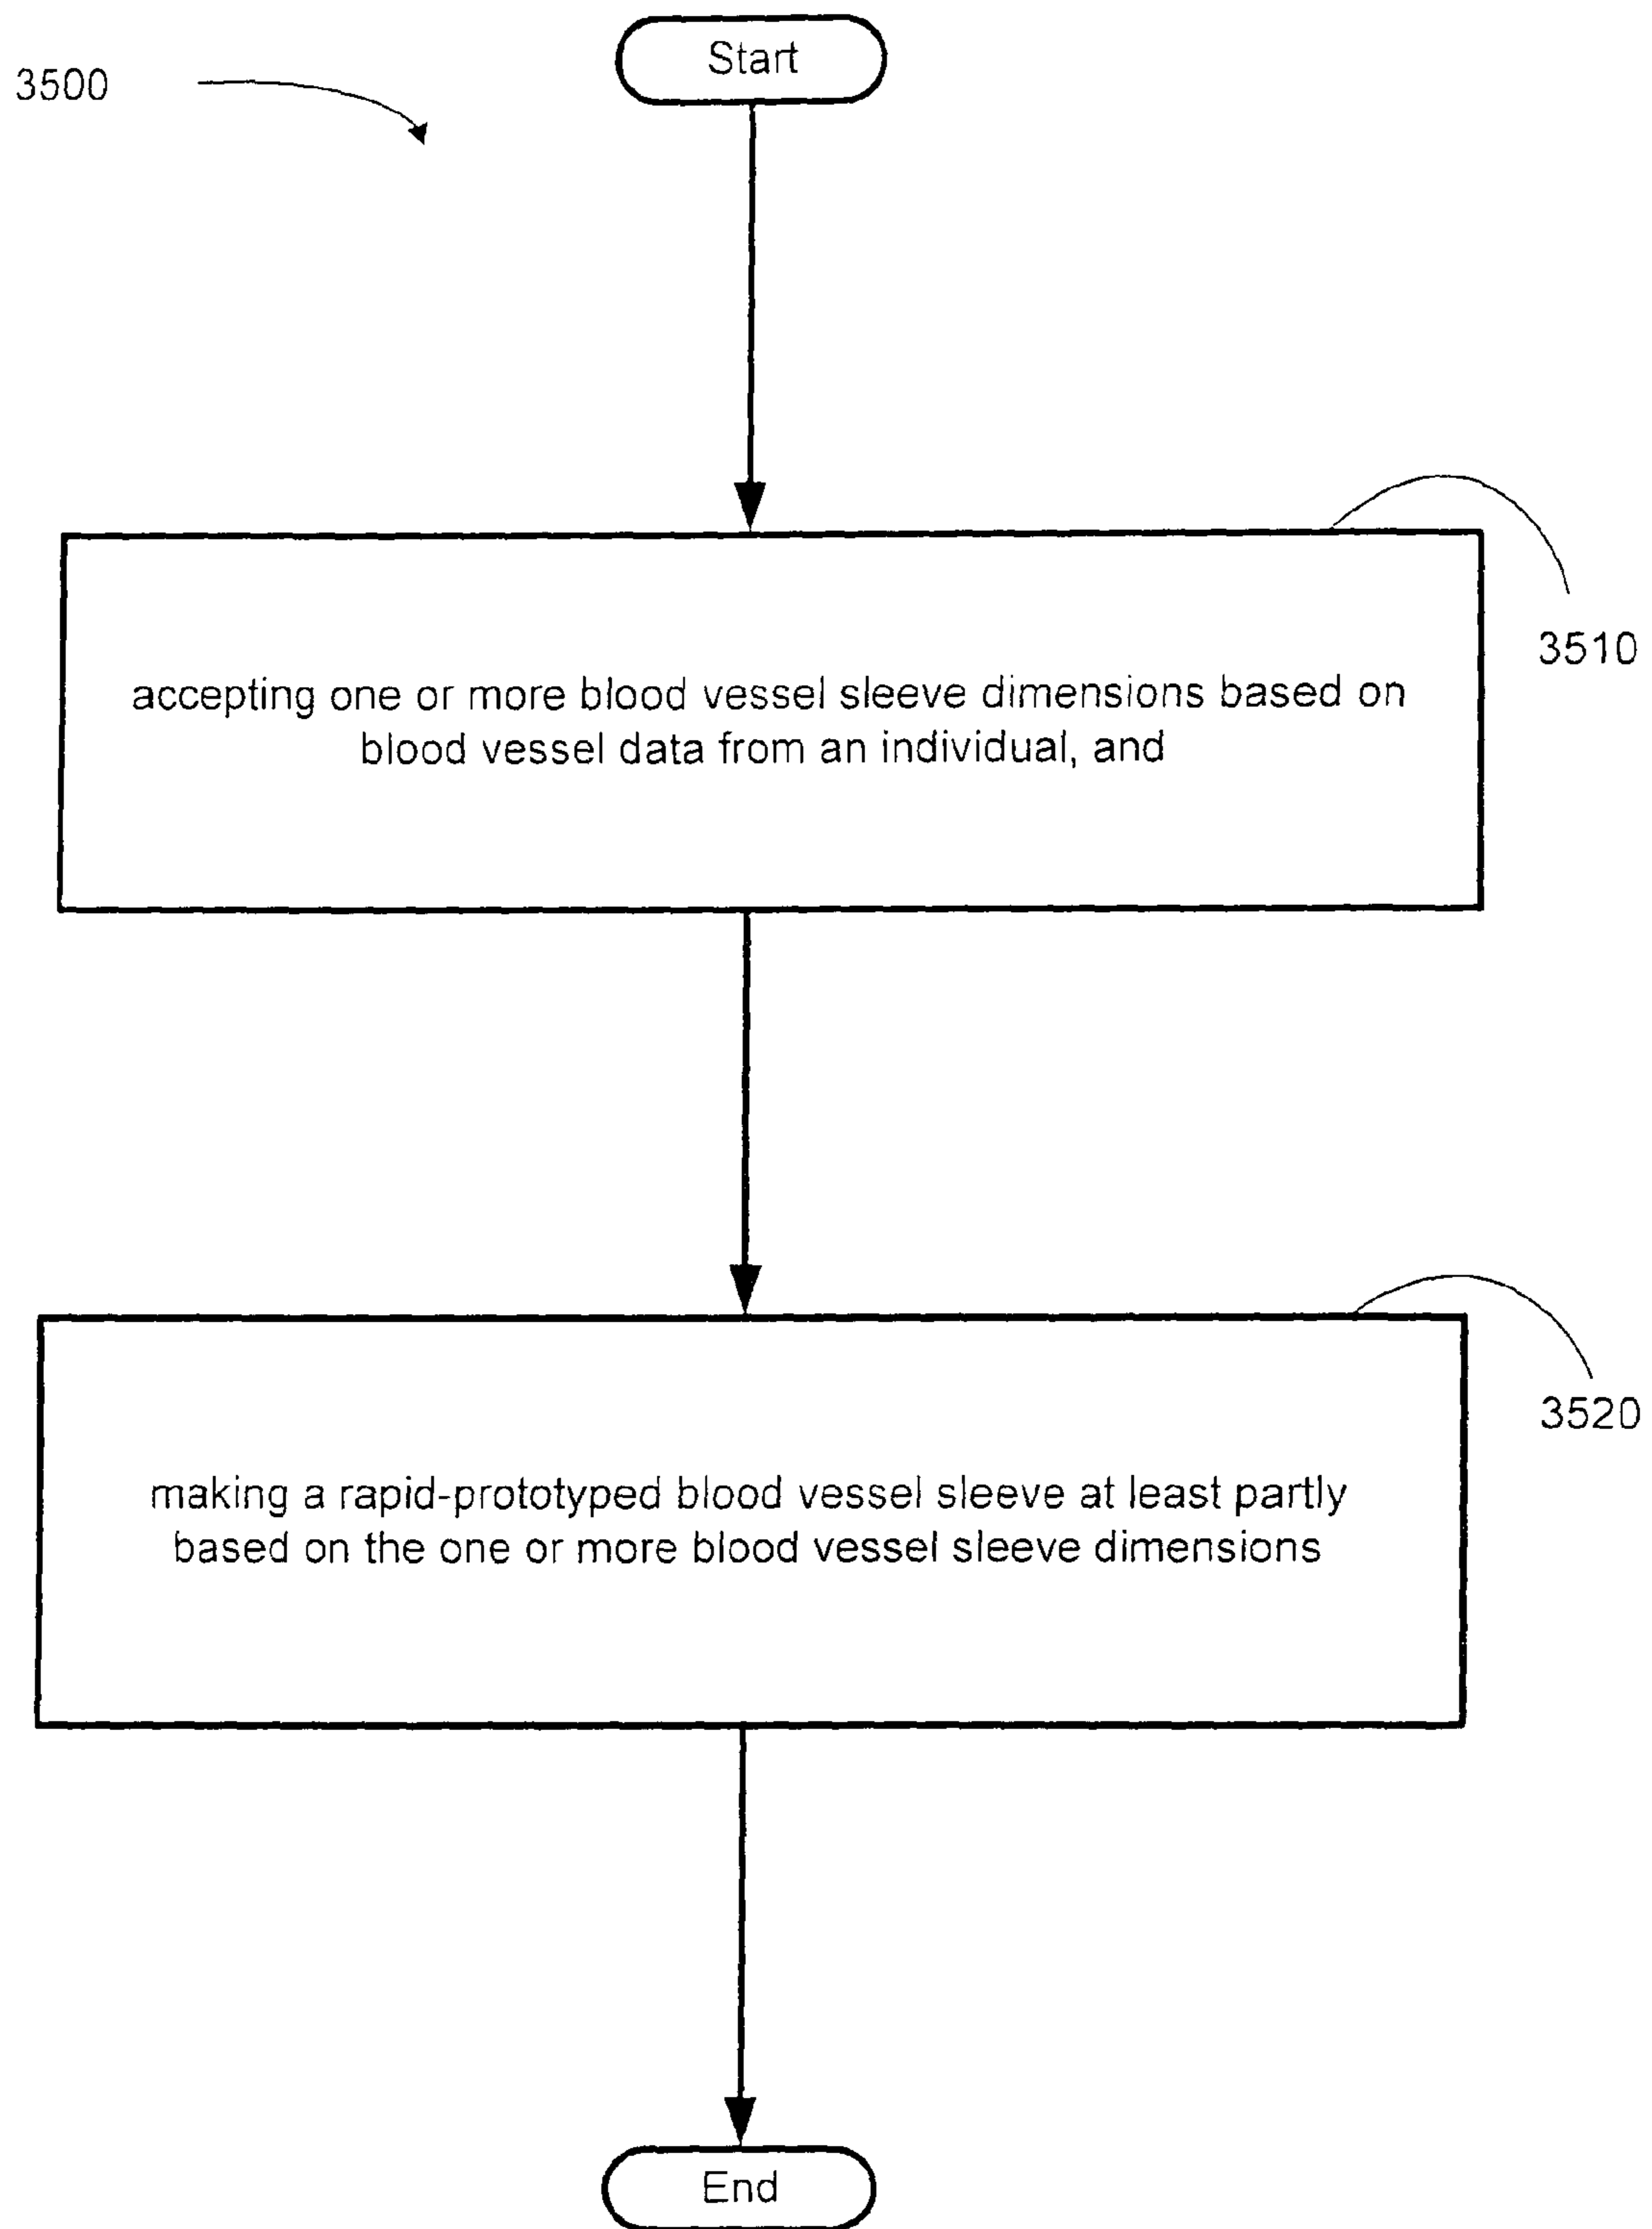 Start
3500
3510
accepting one or more blood vessel sleeve dimensions based on
blood vessel data from an individual, and
3520
making a rapid-prototyped blood vessel sleeve at least partly
based on the one or more blood vessel sleeve dimensions
End